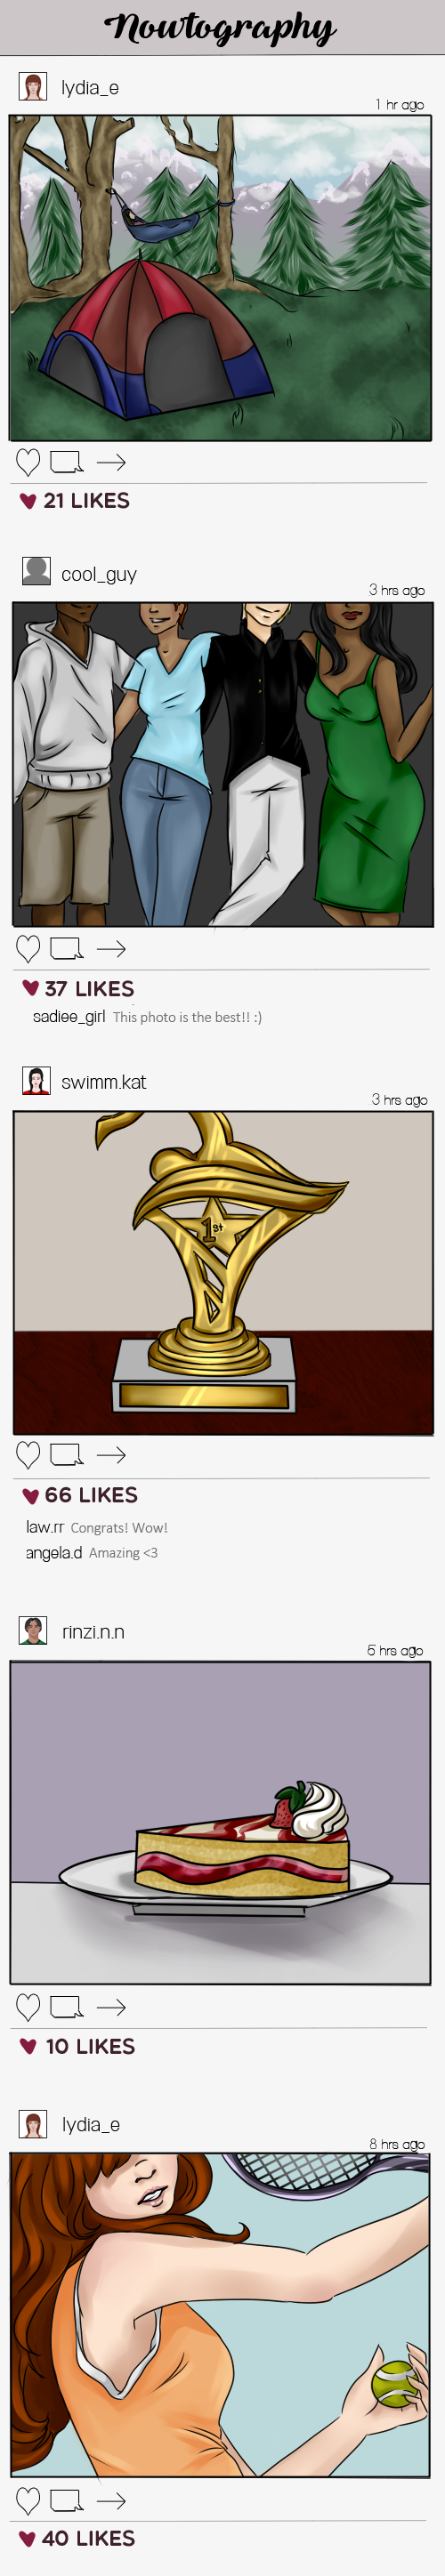 Nowtography
lydia_e
1 hr ago
21 LIKES
cool_guy
3 hrs ago
37 LIKES
sadiee_girl This photo is the best!! :)
swimm.kat
3 hrs ago
1st
66 LIKES
law.rr Congrats! Wow!
angela.d Amazing <3
rinzi.n.n
5 hrs ago
10 LIKES
lydia_e
8 hrs ago
40 LIKES